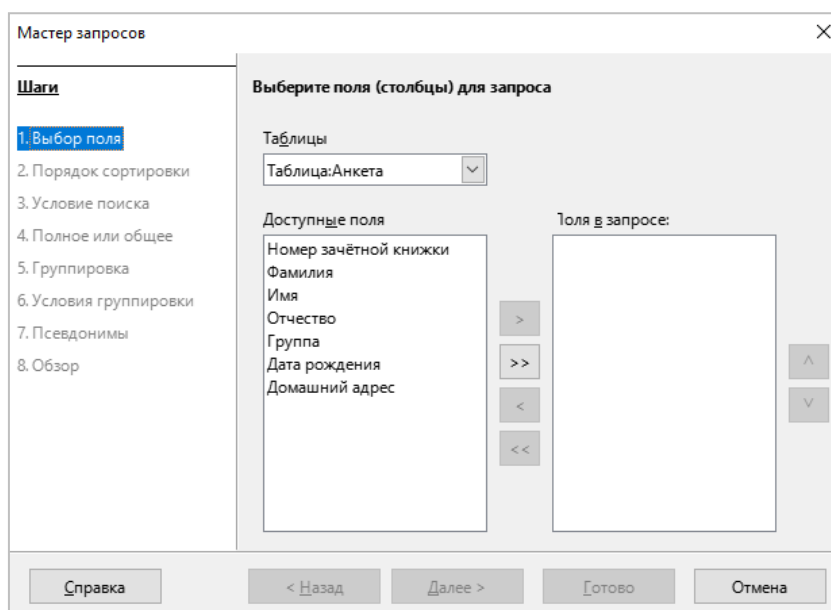 Мастер запросов
Шаги
1. Выбор поля
2. Порядок сортировки
3. Условие поиска
4. Полное или общее
5. Группировка
6. Условия группировки
7. Псевдонимы
8. Обзор
Выберите поля (столбцы) для запроса
Таблицы
Таблица:Анкета
Доступные поля
Номер зачётной книжки
Фамилия
Имя
Отчество
Группа
Дата рождения
Домашний адрес
>
>>
<
<<
Поля в запросе:
Справка
< Назад
Далее >
Готово
Отмена